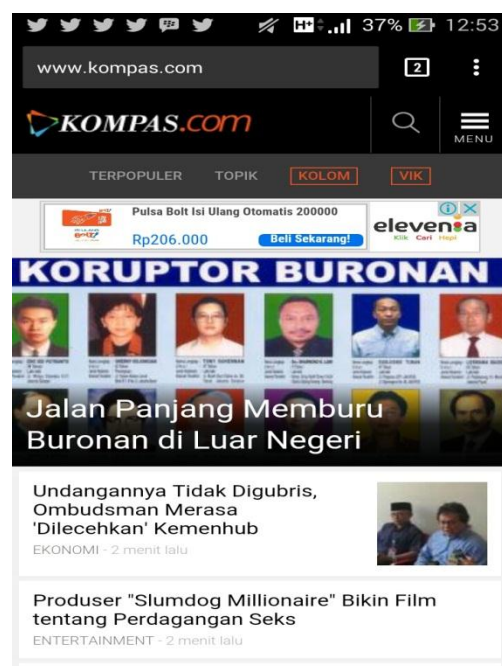 37% 12:53
www.kompas.com
2
KOMPAS.com
MENU
TERPOPULER TOPIK KOLOM VIK
Pulsa Bolt Isi Ulang Otomatis 200000
Rp206.000 Beli Sekarang!
elevenia
Klik Cari Hepi
KORUPTOR BURONAN
Jalan Panjang Memburu
Buronan di Luar Negeri
Undangannya Tidak Digubris,
Ombudsman Merasa
'Dilecehkan' Kemenhub
EKONOMI - 2 menit lalu
Produser "Slumdog Millionaire" Bikin Film
tentang Perdagangan Seks
ENTERTAINMENT - 2 menit lalu